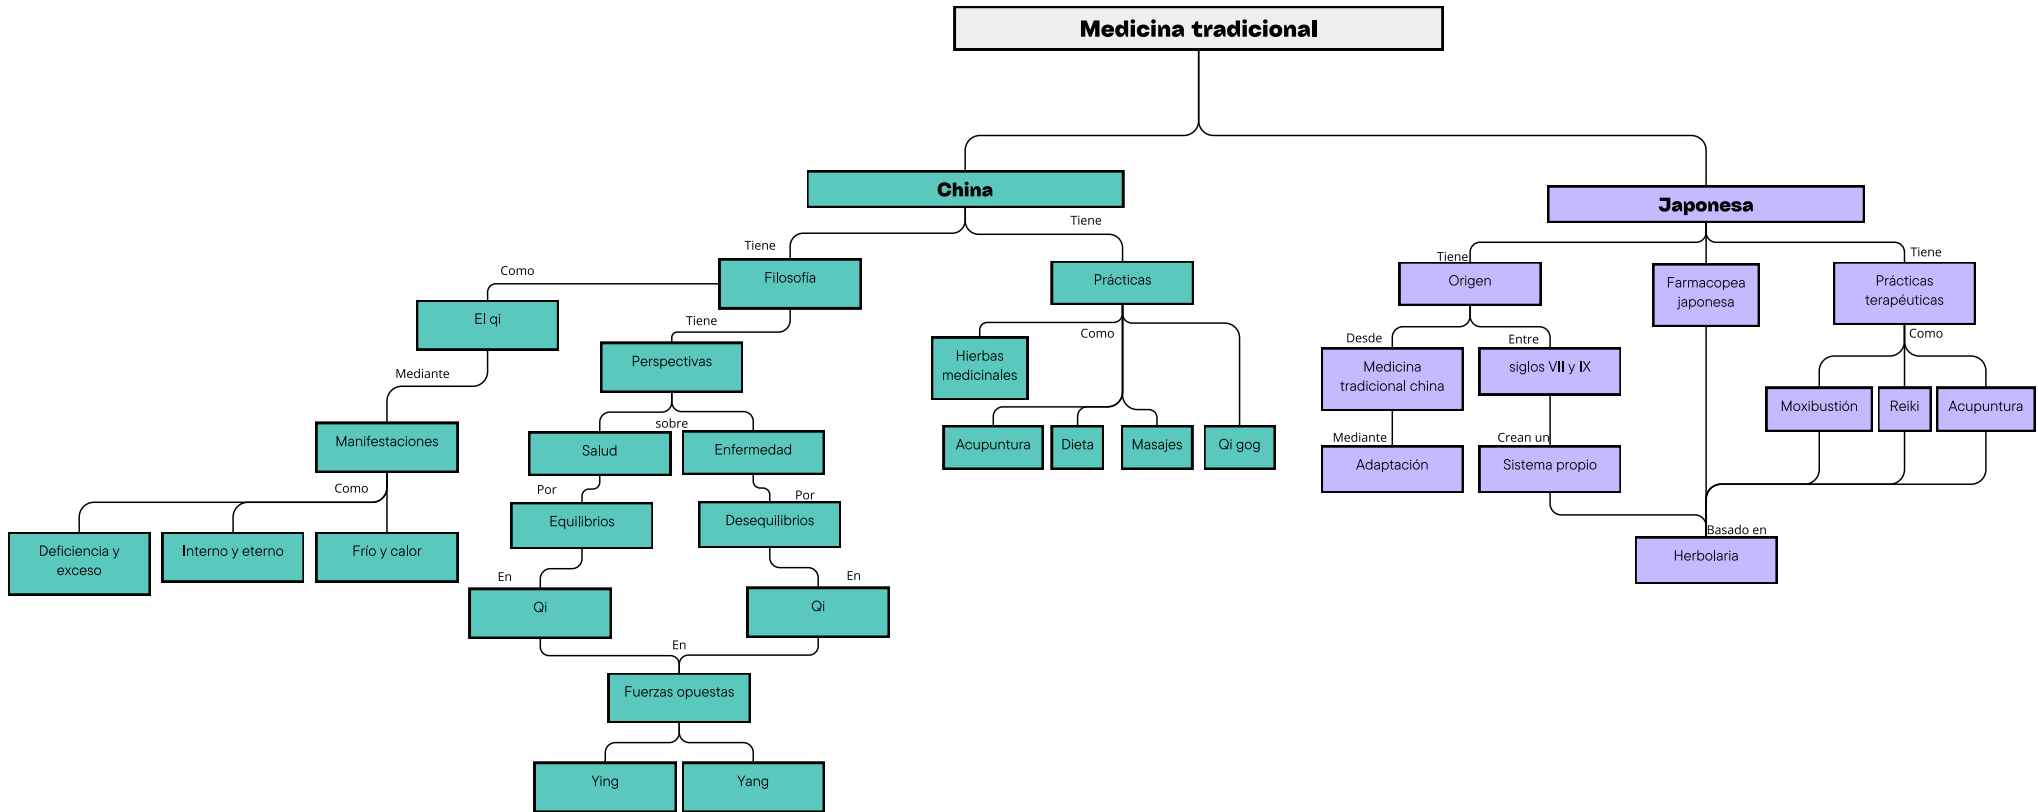 Medicina tradicional
China
Japonesa
Tiene
Tiene
Filosofía
Como
El qi
Mediante
Manifestaciones
Como
Deficiencia y
exceso
Interno y eterno
Frío y calor
Tiene
Perspectivas
sobre
Salud
Enfermedad
Por
Por
Equilibrios
Desequilibrios
En
En
Qi
Qi
En
Fuerzas opuestas
Ying
Yang
Prácticas
Como
Hierbas
medicinales
Acupuntura
Dieta
Masajes
Qi gog
Tiene
Origen
Desde
Entre
Medicina
tradicional china
siglos VII y IX
Mediante
Crean un
Adaptación
Sistema propio
Farmacopea
japonesa
Tiene
Prácticas
terapéuticas
Como
Moxibustión
Reiki
Acupuntura
Basado en
Herbolaria